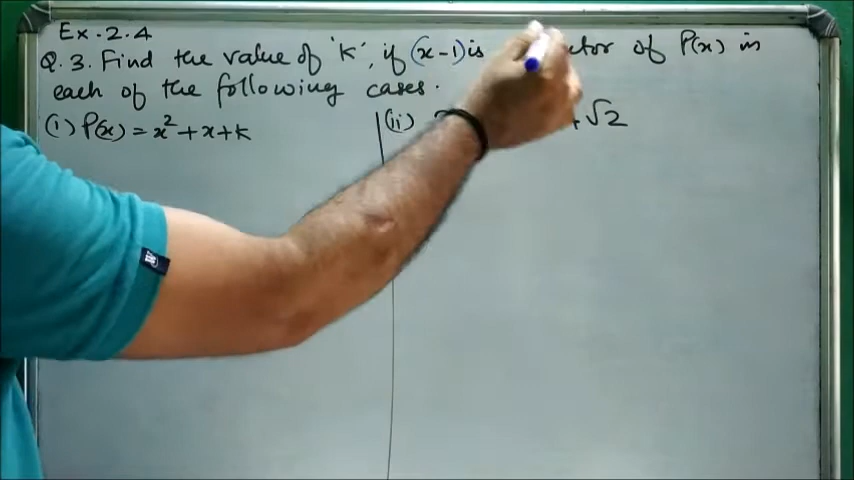 Ex. 2.4
Q. 3. Find the value of 'K', if (x-1) is of P(x) in
each of the following cases.
(i) P(x) = x² + x + k
(ii) + √2